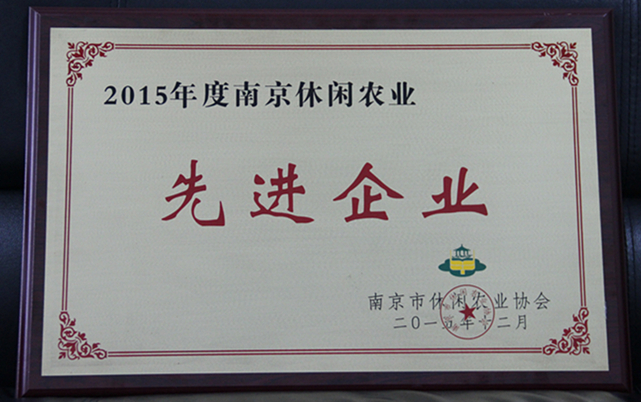 2015年度南京休闲农业
先进企业
南京市休闲农业协会
二〇一五年十二月